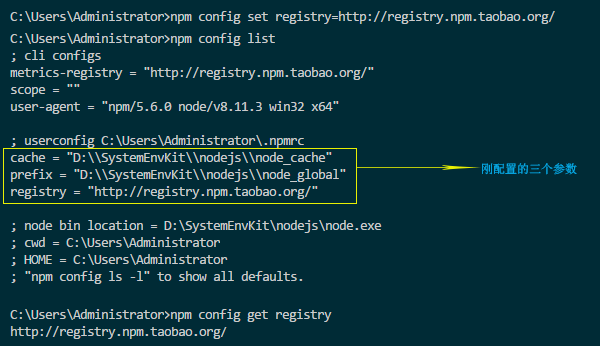 C:\Users\Administrator>npm config set registry=http://registry.npm.taobao.org/
C:\Users\Administrator>npm config list
; cli configs
metrics-registry = "http://registry.npm.taobao.org/"
scope = ""
user-agent = "npm/5.6.0 node/v8.11.3 win32 x64"
; userconfig C:\Users\Administrator\.npmrc
cache = "D:\\SystemEnvKit\\nodejs\\node_cache"
prefix = "D:\\SystemEnvKit\\nodejs\\node_global"
registry = "http://registry.npm.taobao.org/"
刚配置的三个参数
; node bin location = D:\SystemEnvKit\nodejs\node.exe
; cwd = C:\Users\Administrator
; HOME = C:\Users\Administrator
; "npm config ls -l" to show all defaults.
C:\Users\Administrator>npm config get registry
http://registry.npm.taobao.org/